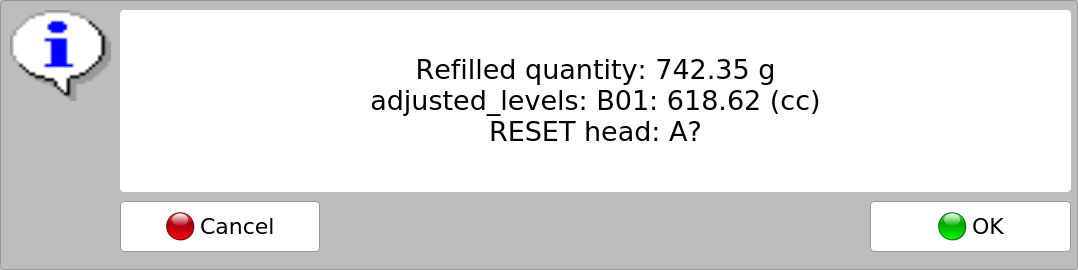 Refilled quantity: 742.35 g
adjusted_levels: B01: 618.62 (cc)
RESET head: A?
Cancel
OK